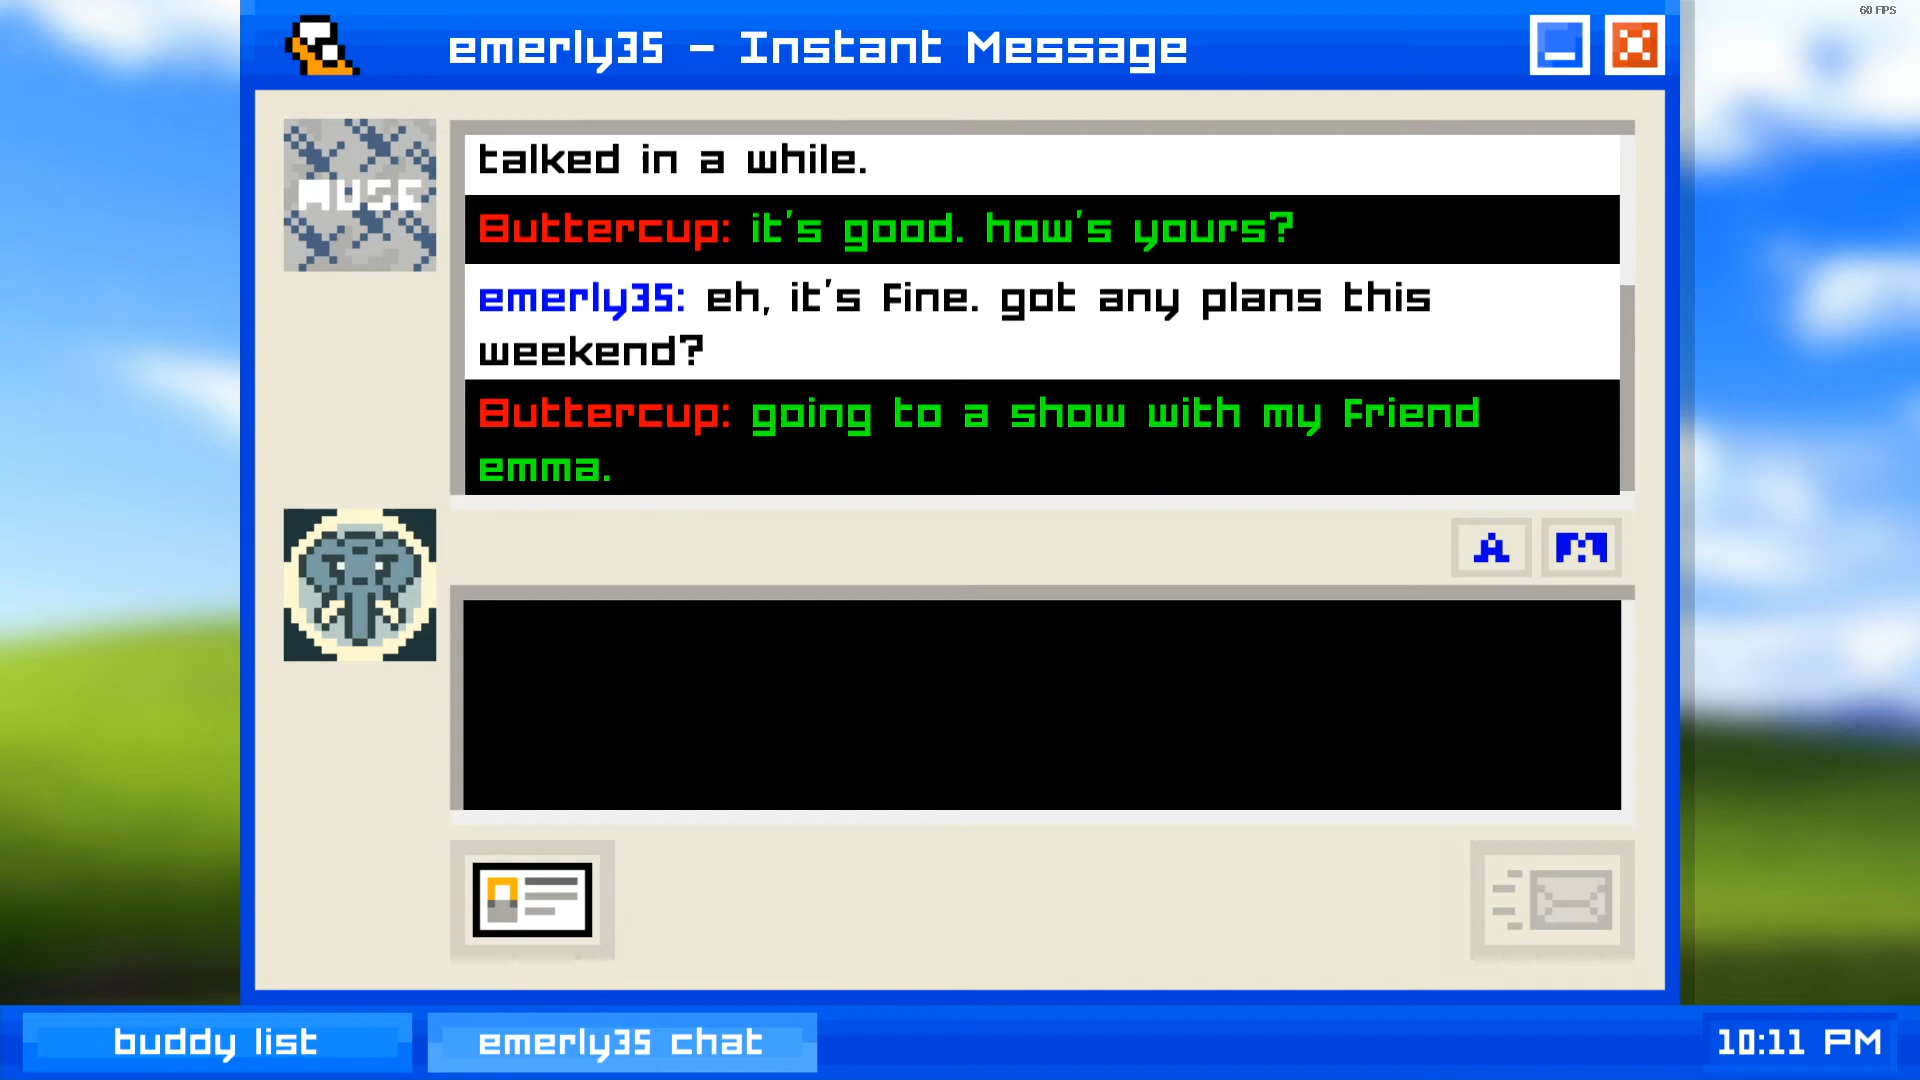 60 FPS
emerly35 - Instant Message
MUSE
talked in a while.
Buttercup: it's good. how's yours?
emerly35: eh, it's fine. got any plans this
weekend?
Buttercup: going to a show with my friend
emma.
A
M
buddy list
emerly35 chat
10:11 PM